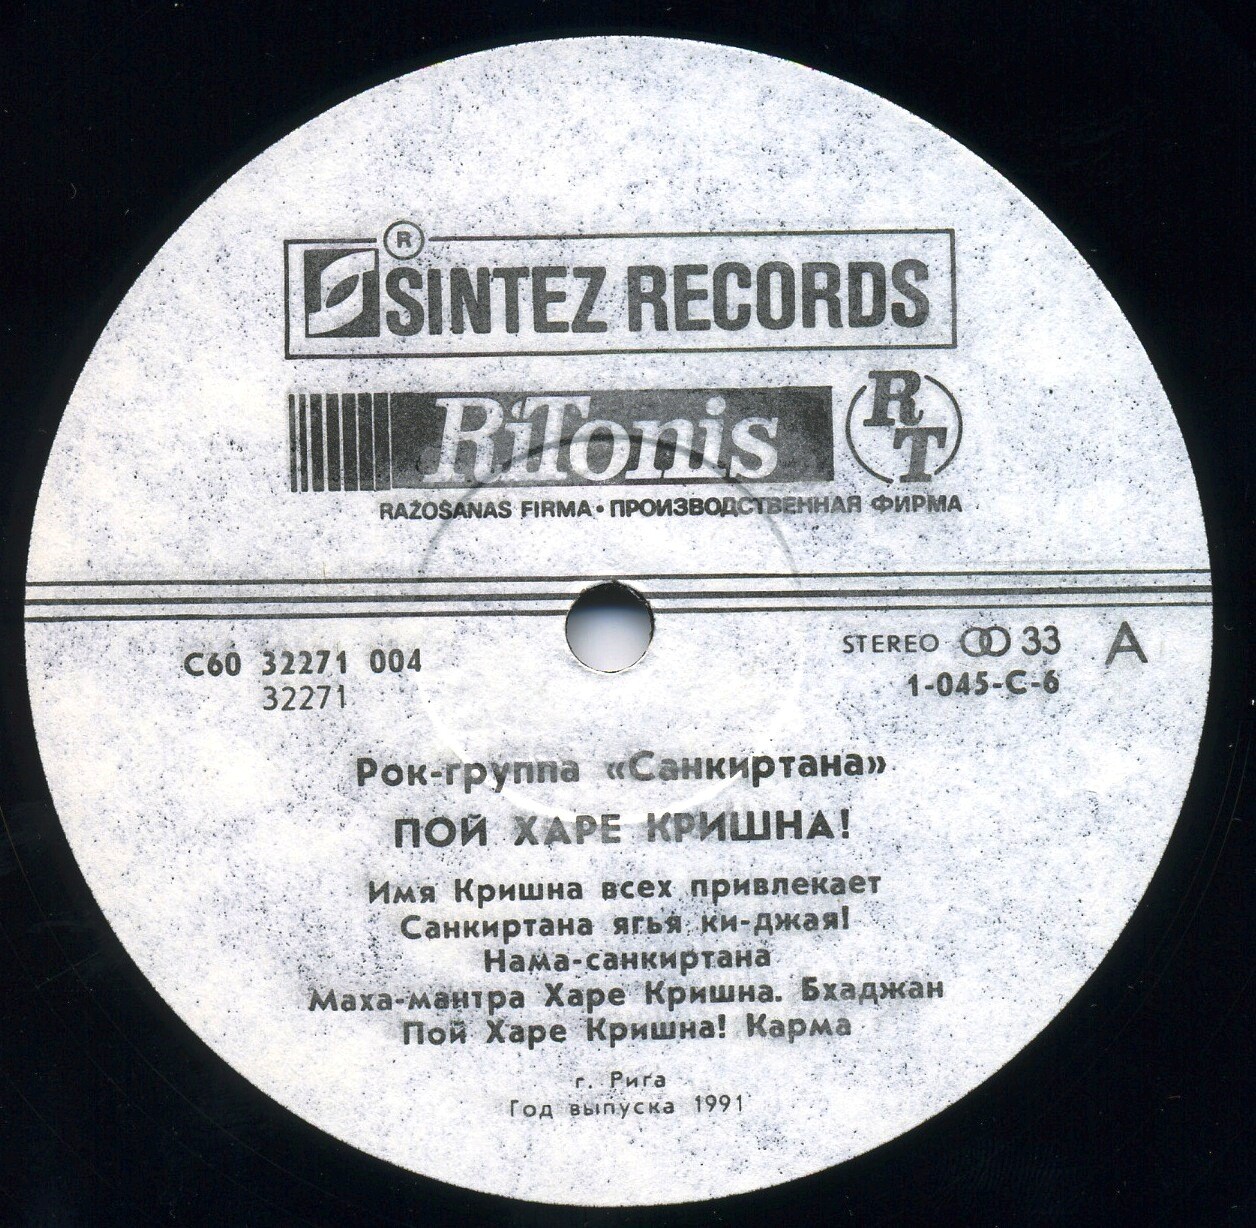 ®
SINTEZ RECORDS
RiTonis RT
RAŽOŠANAS FIRMA • ПРОИЗВОДСТВЕННАЯ ФИРМА
С60 32271 004
32271
STEREO 33 A
1-045-C-6
Рок-группа «Санкиртана»
ПОЙ ХАРЕ КРИШНА!
Имя Кришна всех привлекает
Санкиртана ягья ки-джая!
Нама-санкиртана
Маха-мантра Харе Кришна. Бхаджан
Пой Харе Кришна! Карма
г. Рига
Год выпуска 1991